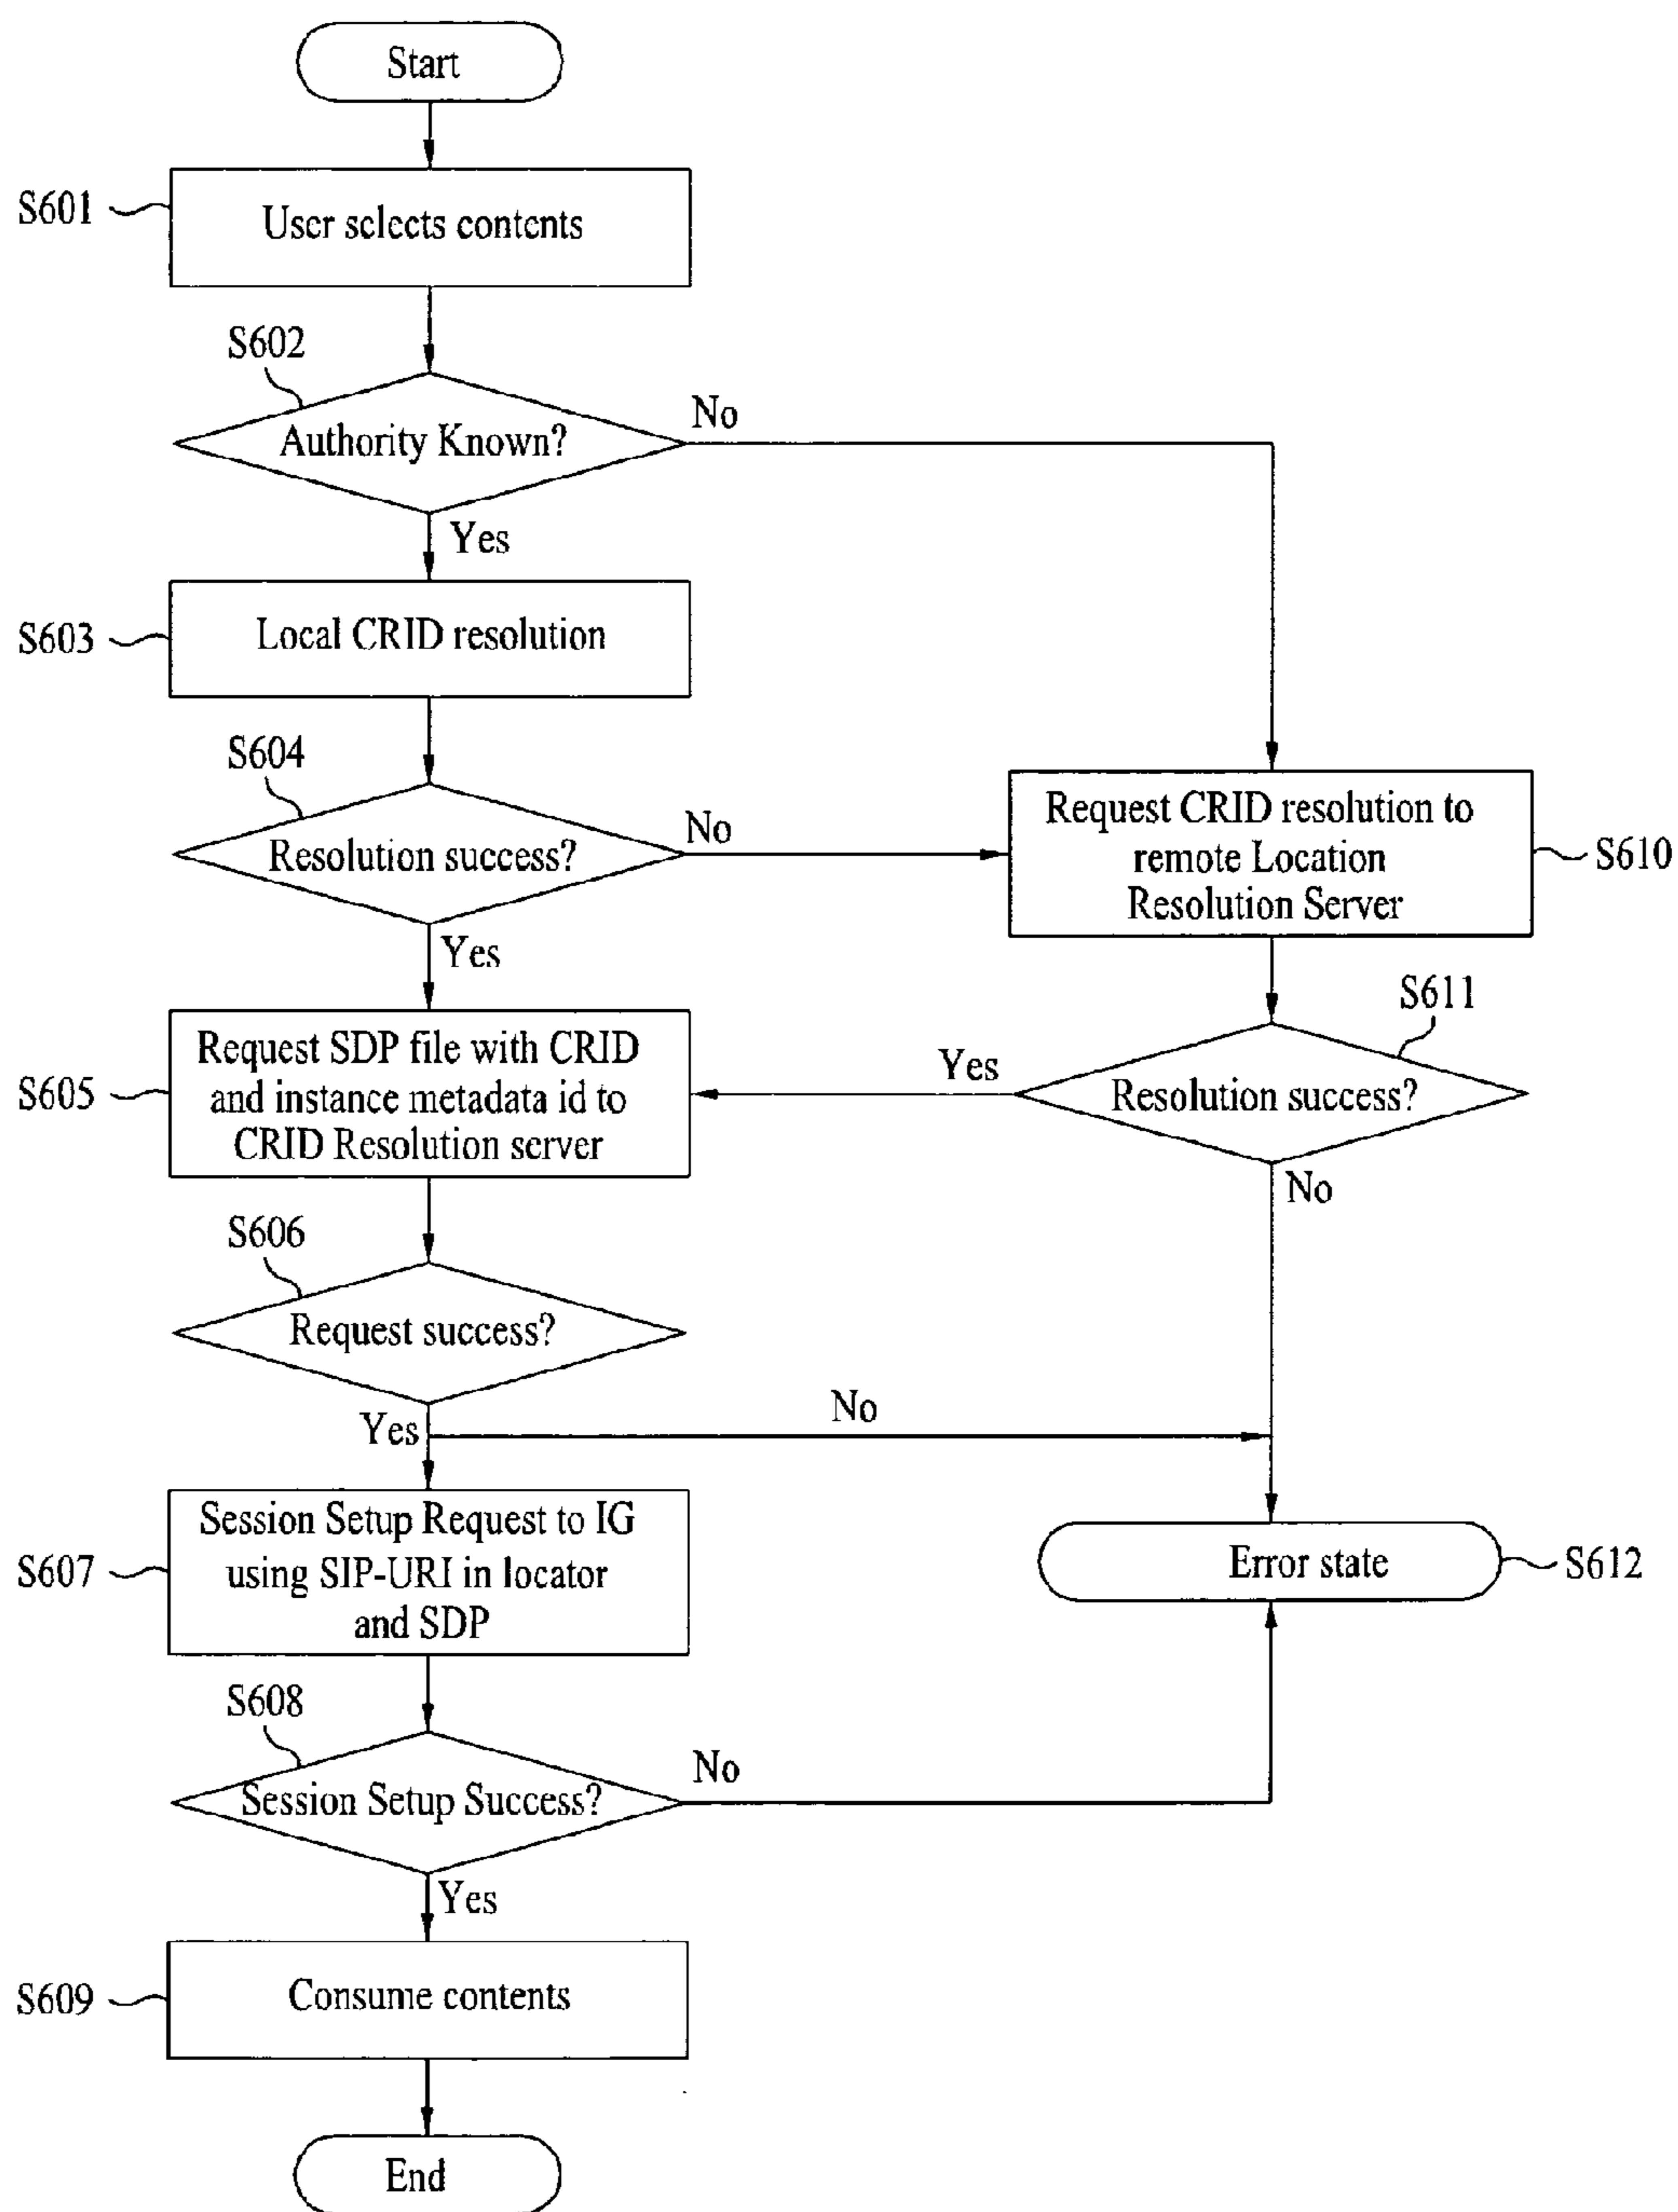 Start
S601
User selects contents
S602
Authority Known?
No
Yes
S603
Local CRID resolution
S604
Resolution success?
No
Yes
Request CRID resolution to
remote Location
Resolution Server
S610
S611
Resolution success?
Yes
No
S605
Request SDP file with CRID
and instance metadata id to
CRID Resolution server
S606
Request success?
Yes
No
S607
Session Setup Request to IG
using SIP-URI in locator
and SDP
Error state
S612
S608
Session Setup Success?
No
Yes
S609
Consume contents
End